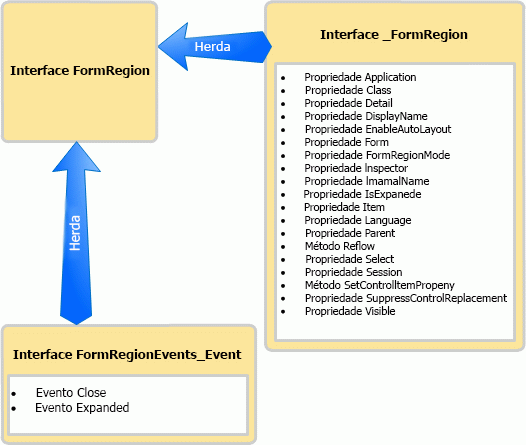 Interface FormRegion
Herda
Interface _FormRegion
• Propriedade Application
• Propriedade Class
• Propriedade Detail
• Propriedade DisplayName
• Propriedade EnableAutoLayout
• Propriedade Form
• Propriedade FormRegionMode
• Propriedade lnspector
• Propriedade lmamalName
• Propriedade IsExpanede
• Propriedade Item
• Propriedade Language
• Propriedade Parent
• Método Reflow
• Propriedade Select
• Propriedade Session
• Método SetControlltemPropeny
• Propriedade SuppressControlReplacement
• Propriedade Visible
Herda
Interface FormRegionEvents_Event
• Evento Close
• Evento Expanded